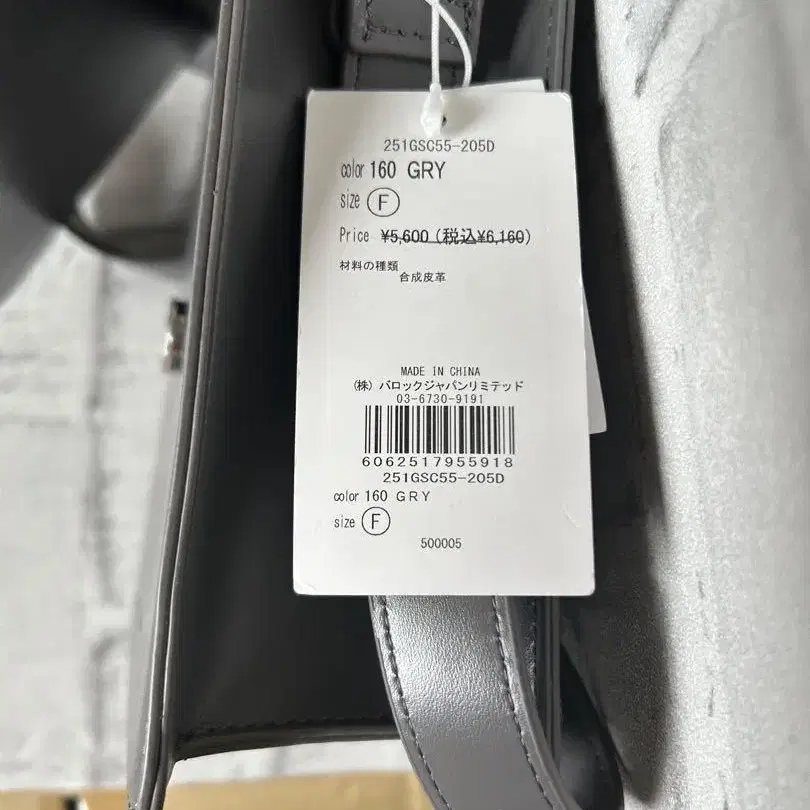 251GSC55-205D
color 160 GRY
size F
Price ¥5,600(税込¥6,160)
材料の種類
合成皮革
MADE IN CHINA
(株)バロックジャパンリミテッド
03-6730-9191
6062517955918
251GSC55-205D
color 160 GRY
size F
500005